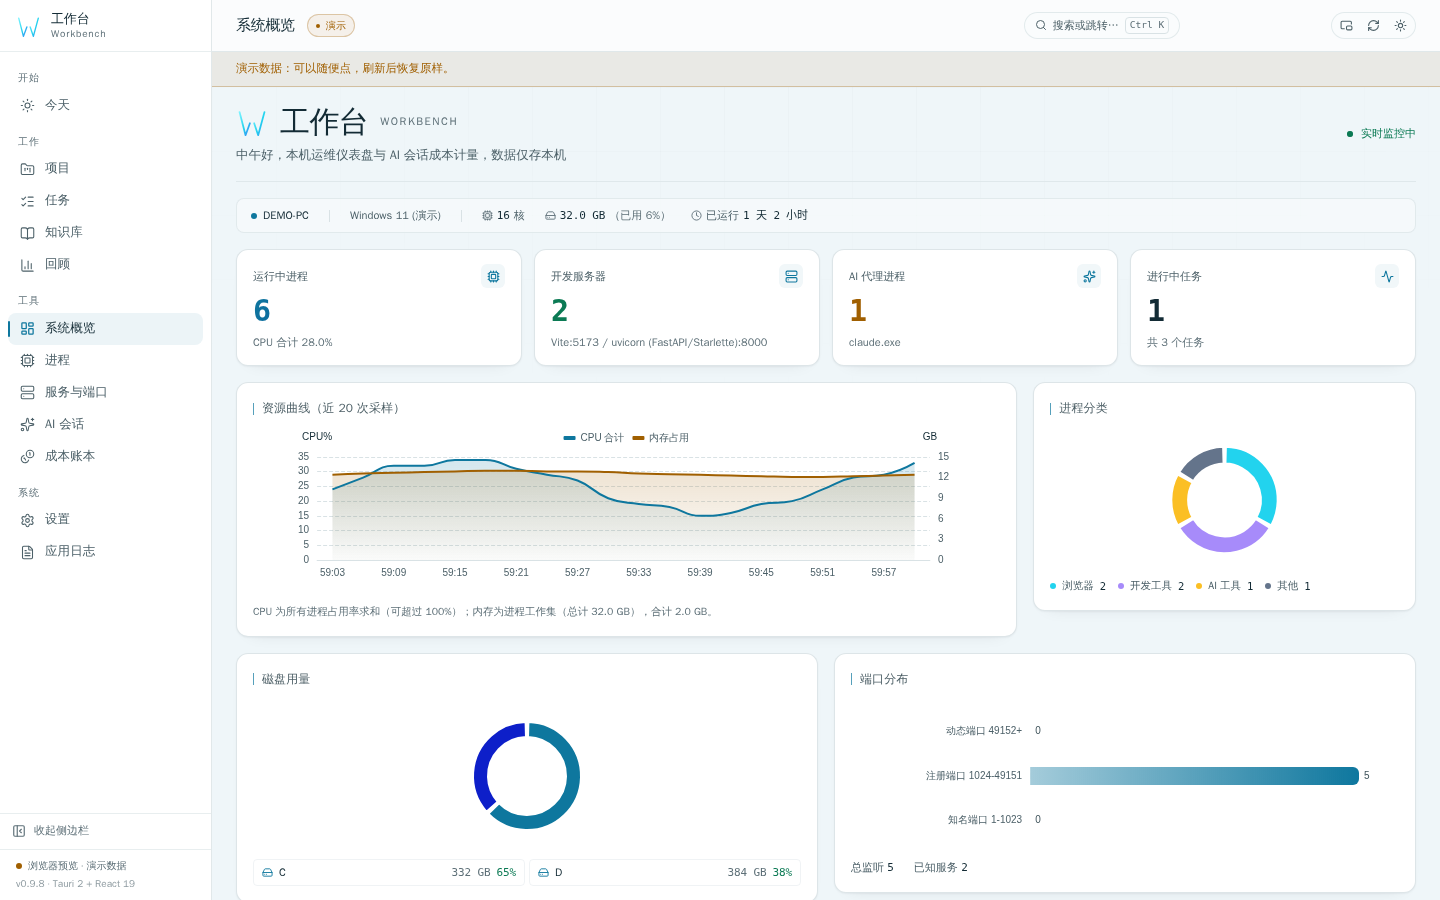 工作台
Workbench
开始
今天
工作
项目
任务
知识库
回顾
工具
系统概览
进程
服务与端口
AI 会话
成本账本
系统
设置
应用日志
收起侧边栏
浏览器预览 · 演示数据
v0.9.8 · Tauri 2 + React 19
系统概览
演示
搜索或跳转… Ctrl K
演示数据：可以随便点，刷新后恢复原样。
工作台 WORKBENCH
中午好，本机运维仪表盘与 AI 会话成本计量，数据仅存本机
实时监控中
DEMO-PC Windows 11 (演示) 16 核 32.0 GB （已用 6%） 已运行 1 天 2 小时
运行中进程
6
CPU 合计 28.0%
开发服务器
2
Vite:5173 / uvicorn (FastAPI/Starlette):8000
AI 代理进程
1
claude.exe
进行中任务
1
共 3 个任务
资源曲线（近 20 次采样）
CPU% CPU 合计 内存占用 GB
35 15
30 12
25 9
20 6
15 3
10 0
5
0
59:03 59:09 59:15 59:21 59:27 59:33 59:39 59:45 59:51 59:57
CPU 为所有进程占用率求和（可超过 100%）；内存为进程工作集（总计 32.0 GB），合计 2.0 GB。
进程分类
浏览器 2 开发工具 2 AI 工具 1 其他 1
磁盘用量
C 332 GB 65%
D 384 GB 38%
端口分布
动态端口 49152+ 0
注册端口 1024-49151 5
知名端口 1-1023 0
总监听 5 已知服务 2